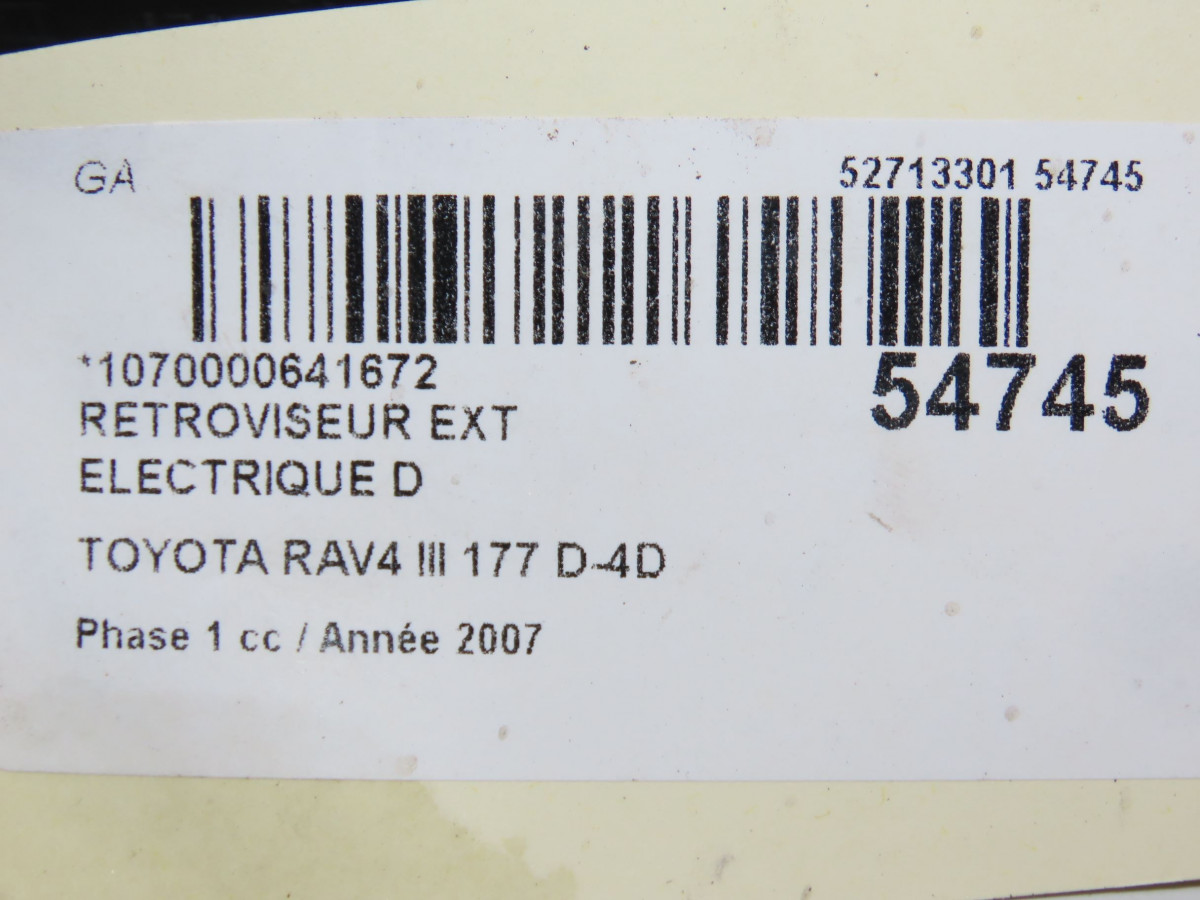 GA
52713301 54745
*1070000641672
54745
RETROVISEUR EXT
ELECTRIQUE D
TOYOTA RAV4 III 177 D-4D
Phase 1 cc / Année 2007